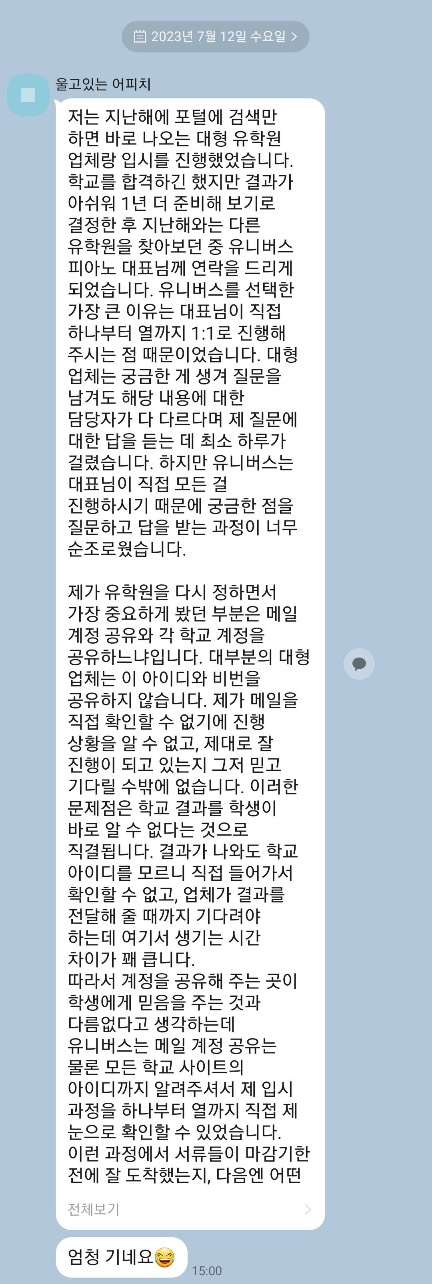 2023년 7월 12일 수요일
울고있는 어피치
저는 지난해에 포털에 검색만
하면 바로 나오는 대형 유학원
업체랑 입시를 진행했었습니다.
학교를 합격하긴 했지만 결과가
아쉬워 1년 더 준비해 보기로
결정한 후 지난해와는 다른
유학원을 찾아보던 중 유니버스
피아노 대표님께 연락을 드리게
되었습니다. 유니버스를 선택한
가장 큰 이유는 대표님이 직접
하나부터 열까지 1:1로 진행해
주시는 점 때문이었습니다. 대형
업체는 궁금한 게 생겨 질문을
남겨도 해당 내용에 대한
담당자가 다 다르다며 제 질문에
대한 답을 듣는 데 최소 하루가
걸렸습니다. 하지만 유니버스는
대표님이 직접 모든 걸
진행하시기 때문에 궁금한 점을
질문하고 답을 받는 과정이 너무
순조로웠습니다.
제가 유학원을 다시 정하면서
가장 중요하게 봤던 부분은 메일
계정 공유와 각 학교 계정을
공유하느냐입니다. 대부분의 대형
업체는 이 아이디와 비번을
공유하지 않습니다. 제가 메일을
직접 확인할 수 없기에 진행
상황을 알 수 없고, 제대로 잘
진행이 되고 있는지 그저 믿고
기다릴 수밖에 없습니다. 이러한
문제점은 학교 결과를 학생이
바로 알 수 없다는 것으로
직결됩니다. 결과가 나와도 학교
아이디를 모르니 직접 들어가서
확인할 수 없고, 업체가 결과를
전달해 줄 때까지 기다려야
하는데 여기서 생기는 시간
차이가 꽤 큽니다.
따라서 계정을 공유해 주는 곳이
학생에게 믿음을 주는 것과
다름없다고 생각하는데
유니버스는 메일 계정 공유는
물론 모든 학교 사이트의
아이디까지 알려주셔서 제 입시
과정을 하나부터 열까지 직접 제
눈으로 확인할 수 있었습니다.
이런 과정에서 서류들이 마감기한
전에 잘 도착했는지, 다음엔 어떤
전체보기
엄청 기네요😆
15:00